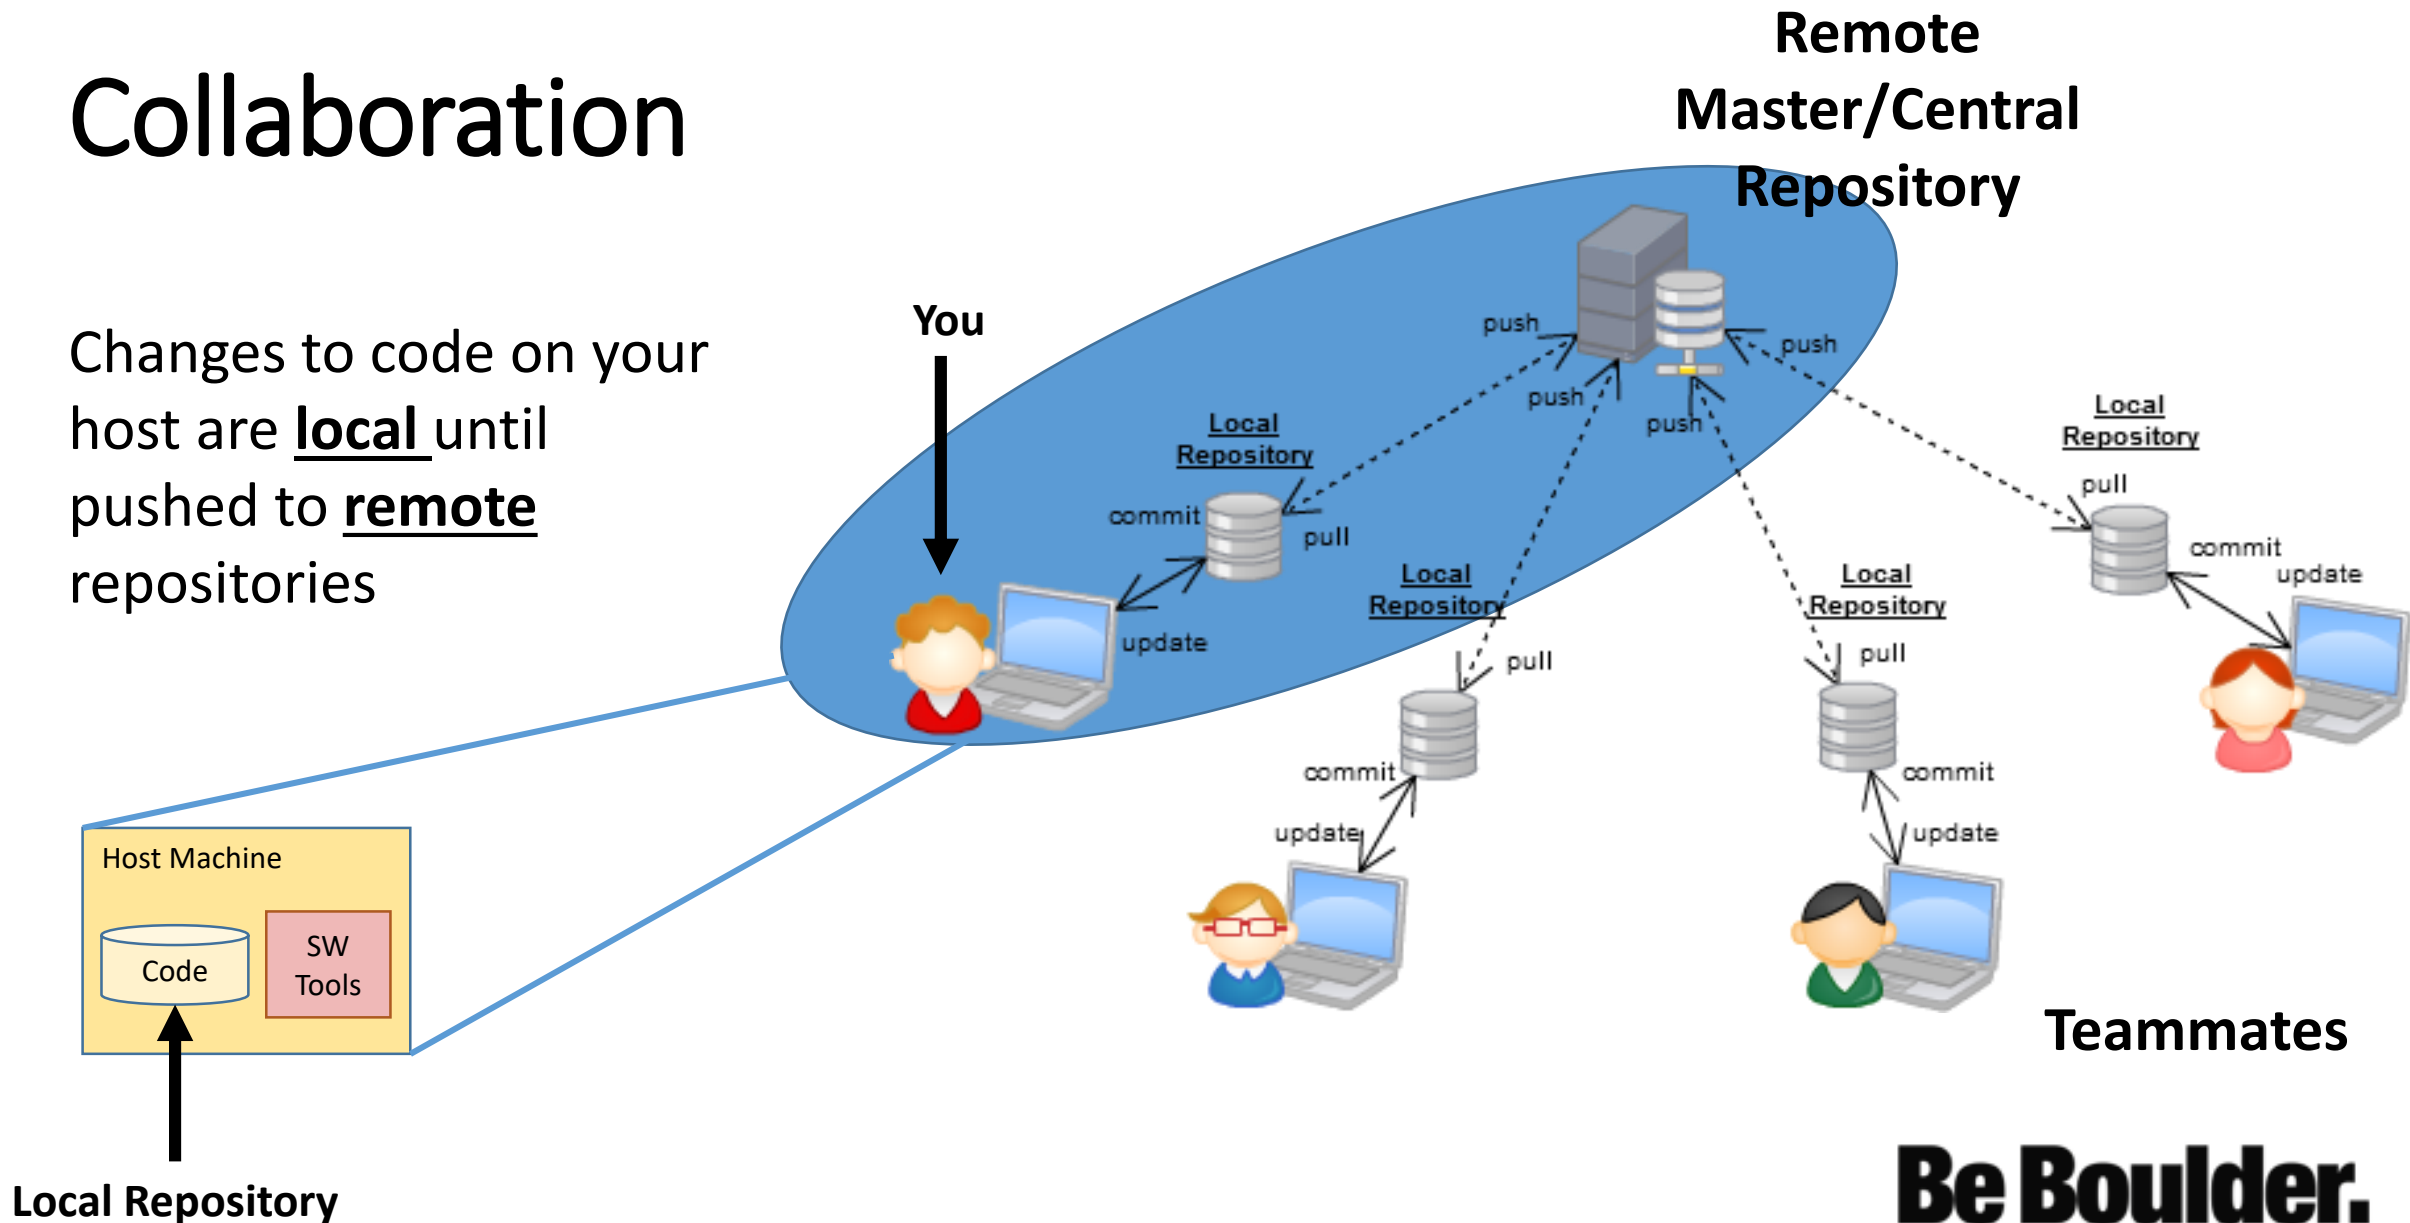 Collaboration
Remote
Master/Central
Repository
Changes to code on your
host are local until
pushed to remote
repositories
You
push
push
push
push
Local
Repository
commit
pull
update
Local
Repository
pull
commit
update
Local
Repository
pull
commit
update
Local
Repository
pull
commit
update
Host Machine
Code
SW
Tools
Local Repository
Teammates
Be Boulder.